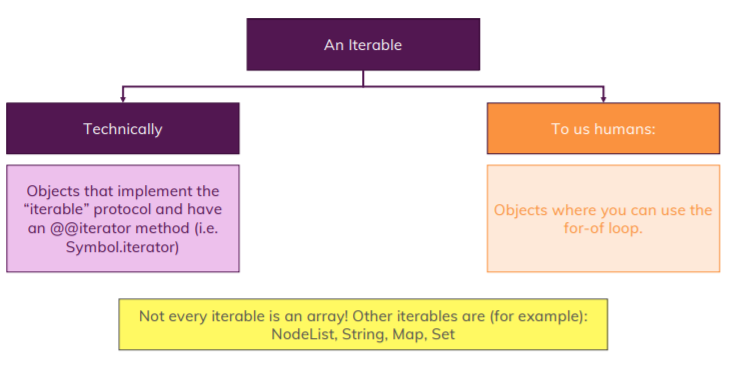 An Iterable
Technically
To us humans:
Objects that implement the
“iterable” protocol and have
an @@iterator method (i.e.
Symbol.iterator)
Objects where you can use the
for-of loop.
Not every iterable is an array! Other iterables are (for example):
NodeList, String, Map, Set